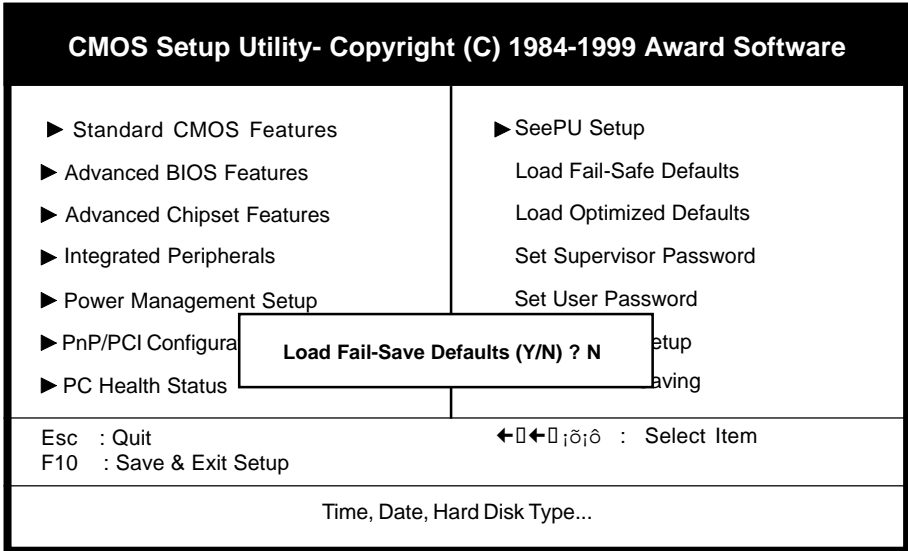 CMOS Setup Utility- Copyright (C) 1984-1999 Award Software
▶ Standard CMOS Features
▶ Advanced BIOS Features
▶ Advanced Chipset Features
▶ Integrated Peripherals
▶ Power Management Setup
▶ PnP/PCI Configura
▶ PC Health Status
▶ SeePU Setup
Load Fail-Safe Defaults
Load Optimized Defaults
Set Supervisor Password
Set User Password
etup
aving
Load Fail-Save Defaults (Y/N) ? N
Esc : Quit
F10 : Save & Exit Setup
←▯←▯¡õ¡ô : Select Item
Time, Date, Hard Disk Type...